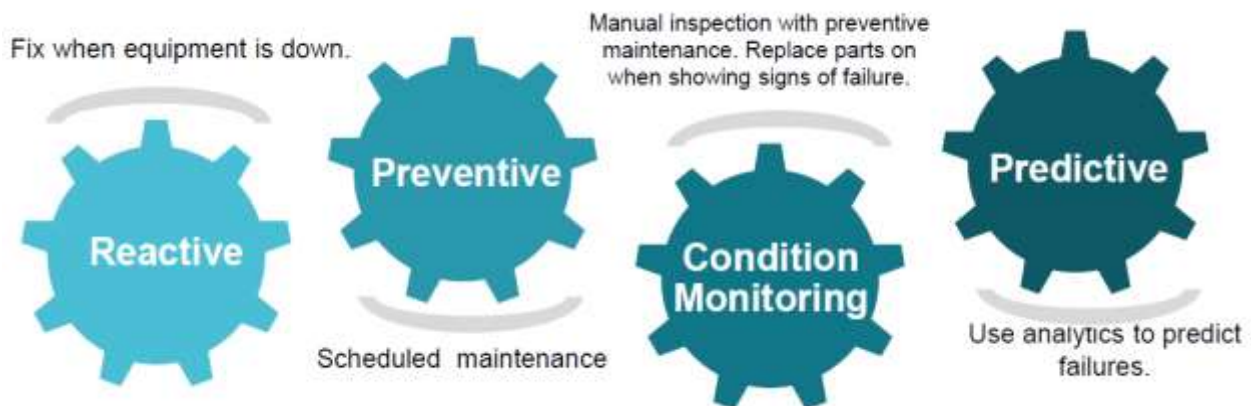 Fix when equipment is down.
Reactive
Preventive
Scheduled maintenance
Manual inspection with preventive
maintenance. Replace parts on
when showing signs of failure.
Condition
Monitoring
Predictive
Use analytics to predict
failures.